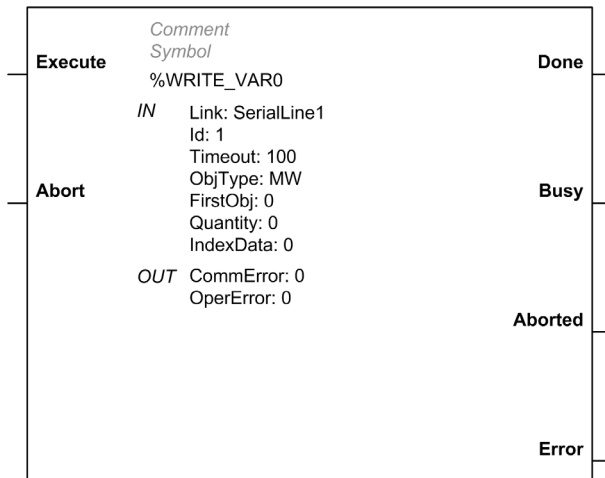 Comment
Symbol
Execute
Done
%WRITE_VAR0
IN Link: SerialLine1
Id: 1
Timeout: 100
ObjType: MW
Abort
Busy
FirstObj: 0
Quantity: 0
IndexData: 0
OUT CommError: 0
OperError: 0
Aborted
Error